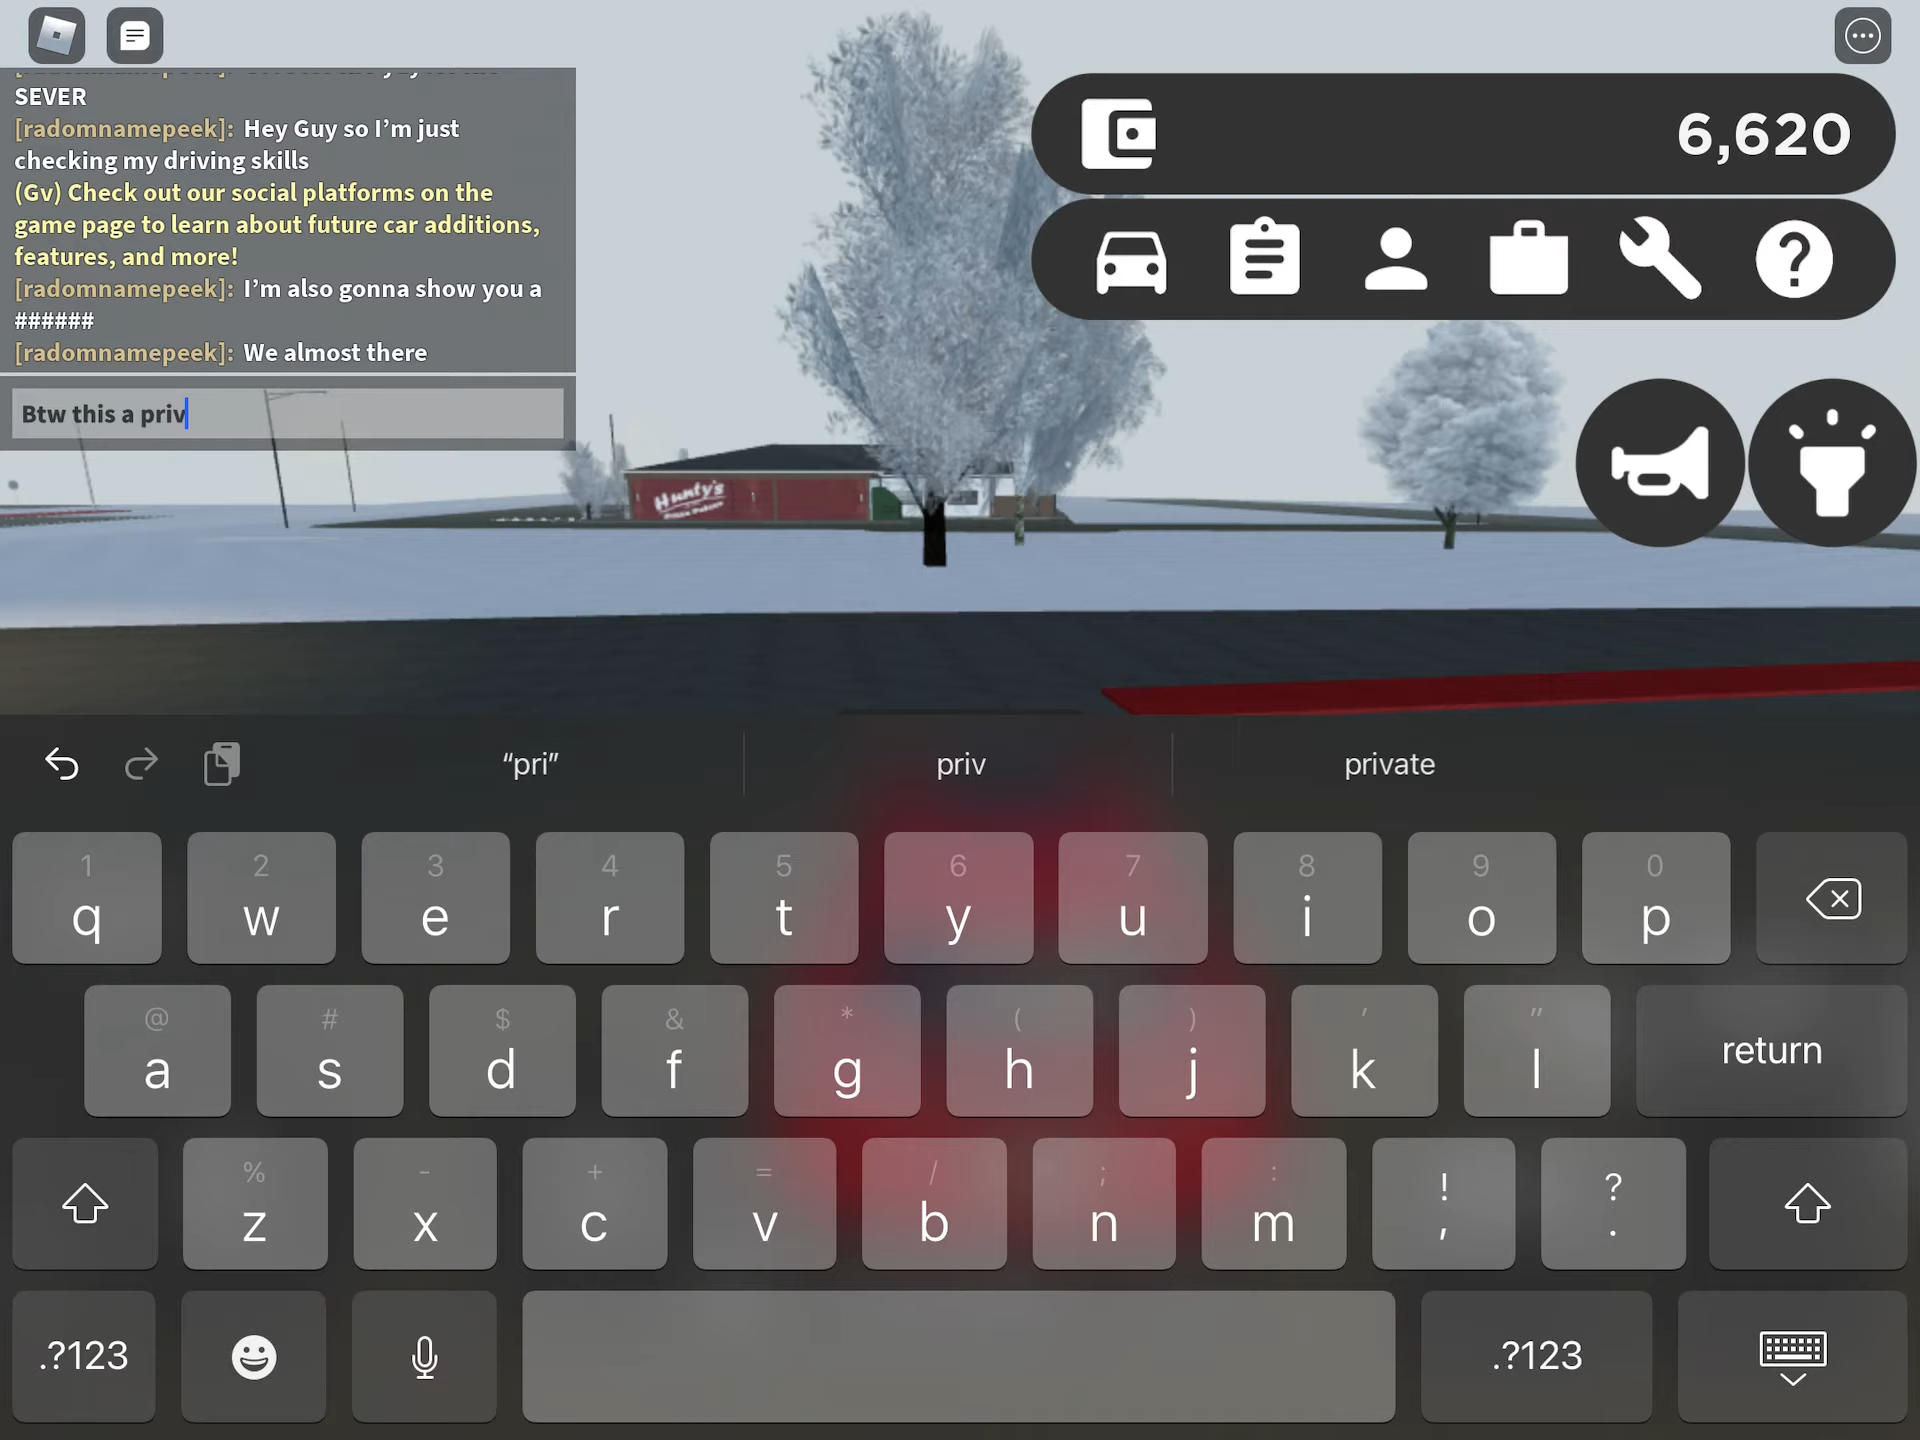 SEVER
[radomnamepeek]: Hey Guy so I’m just
checking my driving skills
(Gv) Check out our social platforms on the
game page to learn about future car additions,
features, and more!
[radomnamepeek]: I’m also gonna show you a
######
[radomnamepeek]: We almost there
Btw this a priv
6,620
Hunty's
“pri” priv private
1 2 3 4 5 6 7 8 9 0
q w e r t y u i o p
@ # $ & * ( ) ' "
a s d f g h j k l return
% - + = / ; : ! ?
z x c v b n m , .
.?123 .?123